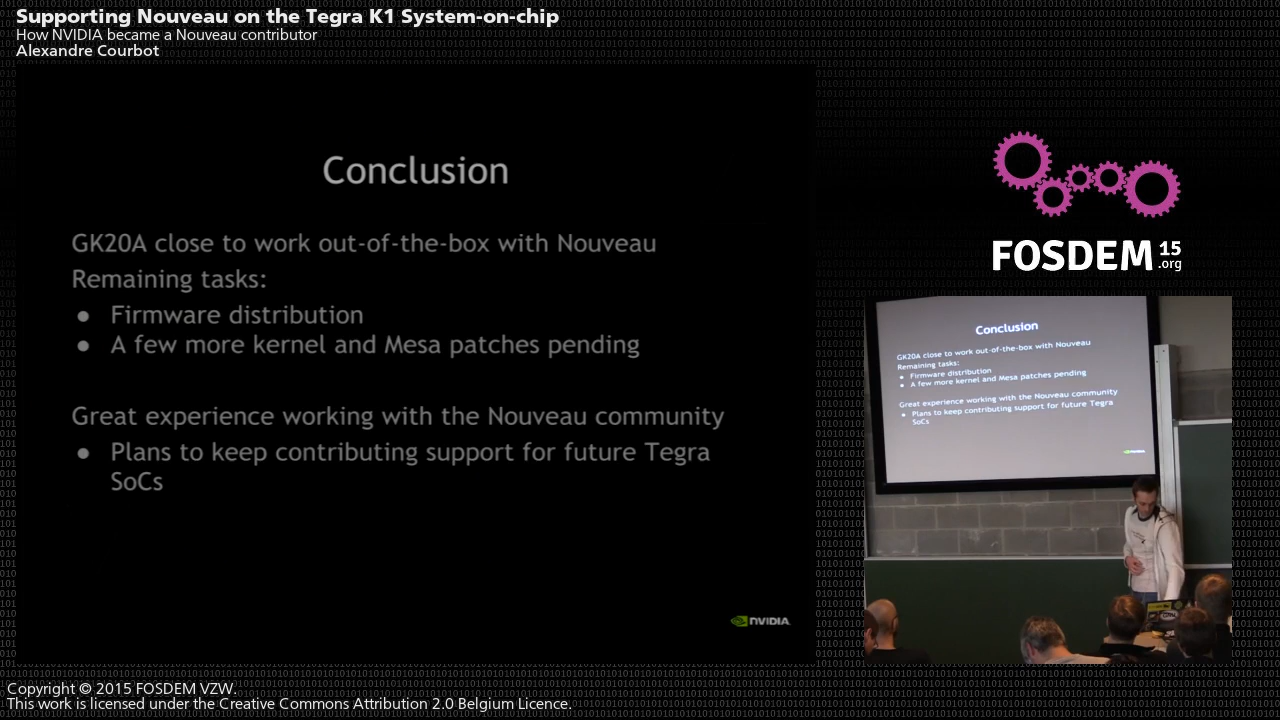 Supporting Nouveau on the Tegra K1 System-on-chip
How NVIDIA became a Nouveau contributor
Alexandre Courbot
Conclusion
GK20A close to work out-of-the-box with Nouveau
Remaining tasks:
● Firmware distribution
● A few more kernel and Mesa patches pending
Great experience working with the Nouveau community
● Plans to keep contributing support for future Tegra
SoCs
NVIDIA.
FOSDEM 15
.org
Conclusion
GK20A close to work out-of-the-box with Nouveau
Remaining tasks:
● Firmware distribution
● A few more kernel and Mesa patches pending
Great experience working with the Nouveau community
● Plans to keep contributing support for future Tegra
SoCs
NVIDIA
Copyright © 2015 FOSDEM VZW.
This work is licensed under the Creative Commons Attribution 2.0 Belgium Licence.